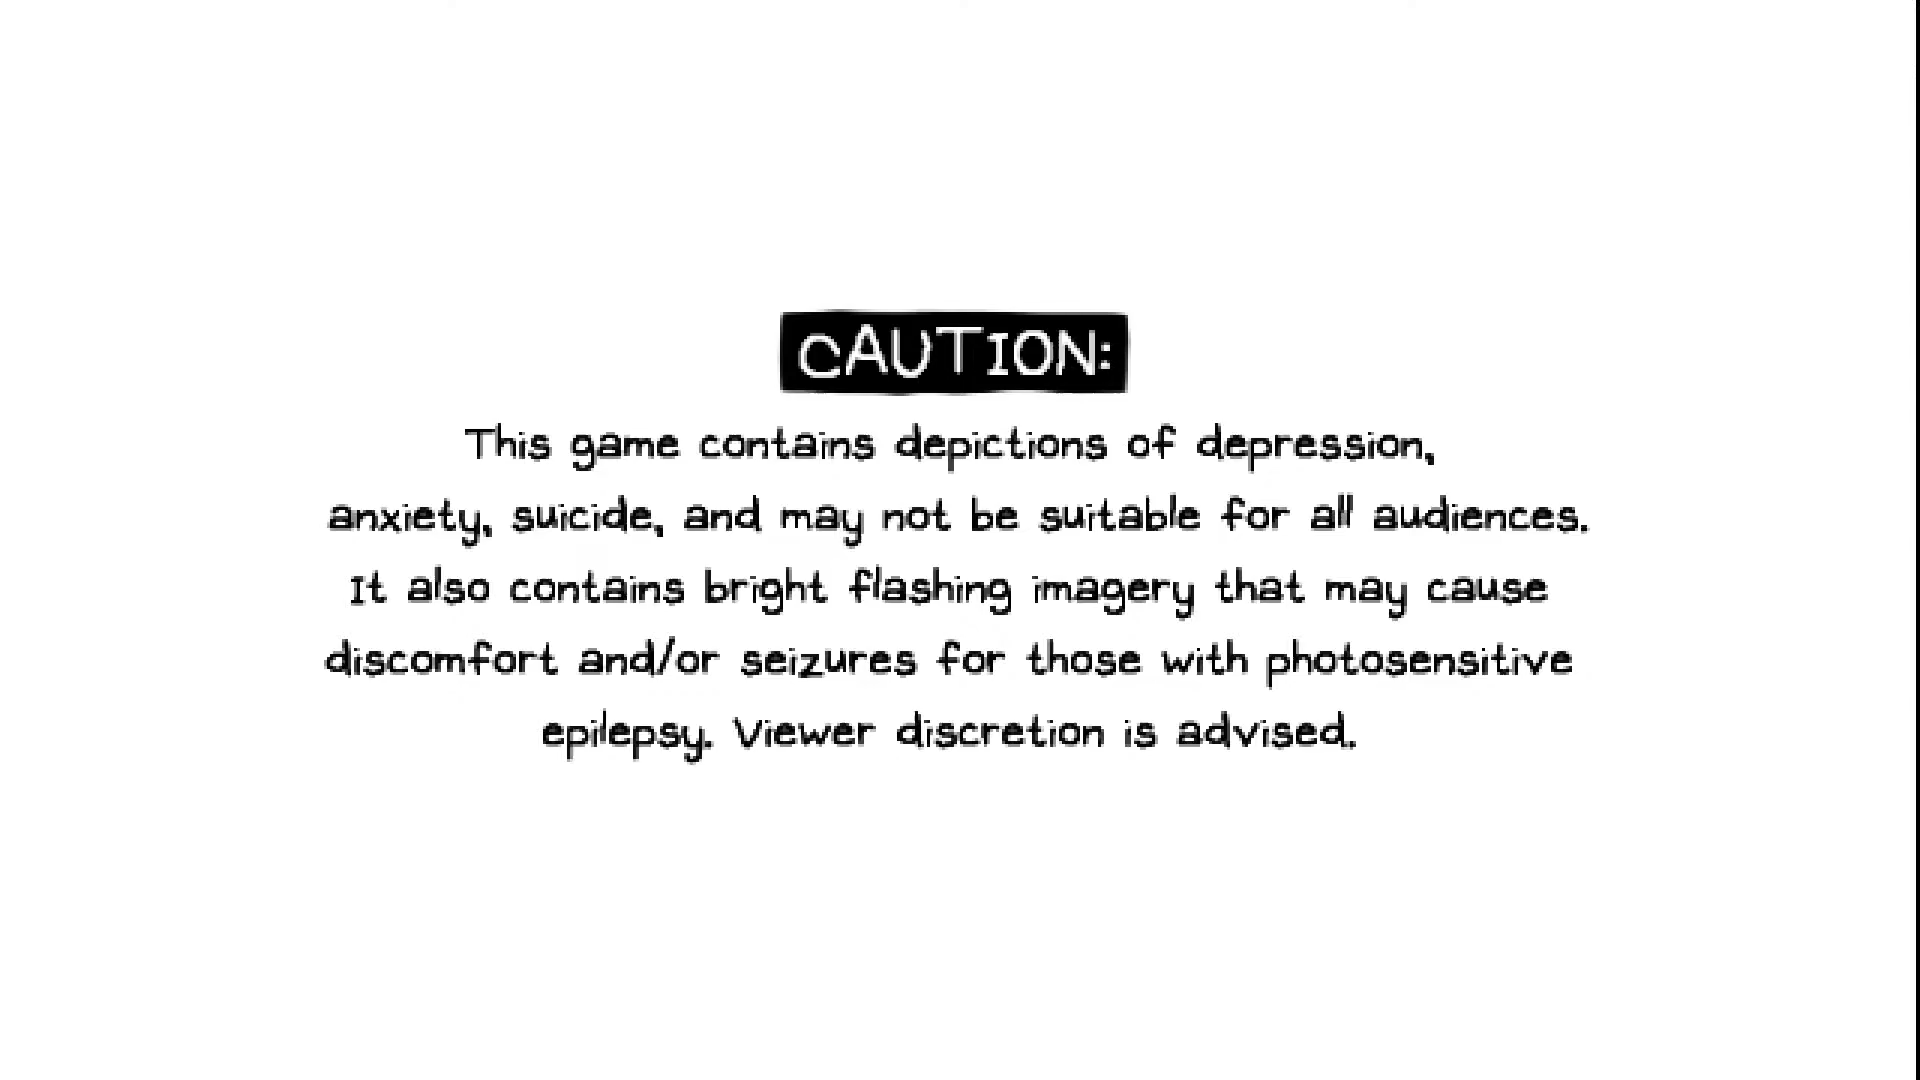 CAUTION:
This game contains depictions of depression,
anxiety, suicide, and may not be suitable for all audiences.
It also contains bright flashing imagery that may cause
discomfort and/or seizures for those with photosensitive
epilepsy. Viewer discretion is advised.